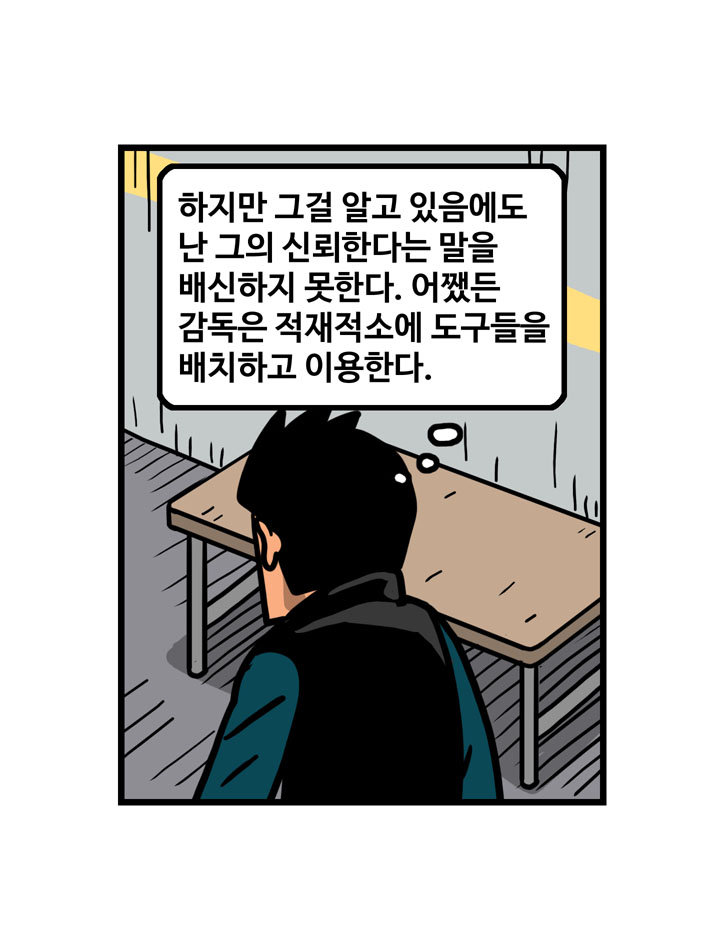 하지만 그걸 알고 있음에도
난 그의 신뢰한다는 말을
배신하지 못한다. 어쨌든
감독은 적재적소에 도구들을
배치하고 이용한다.